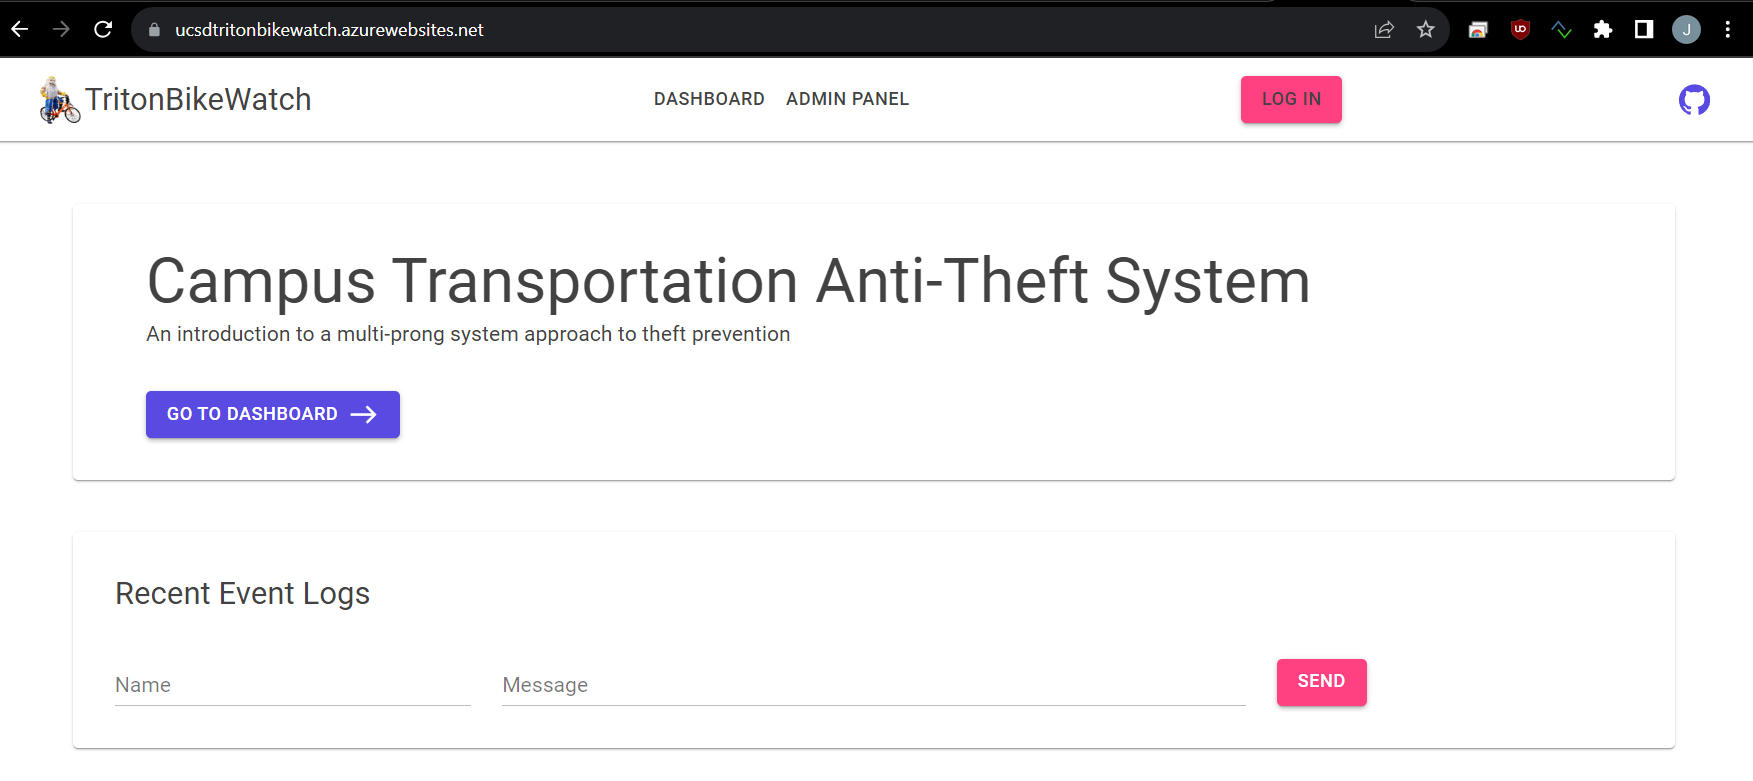 ucsdtritonbikewatch.azurewebsites.net
J
TritonBikeWatch
DASHBOARD ADMIN PANEL
LOG IN
Campus Transportation Anti-Theft System
An introduction to a multi-prong system approach to theft prevention
GO TO DASHBOARD
Recent Event Logs
Name
Message
SEND